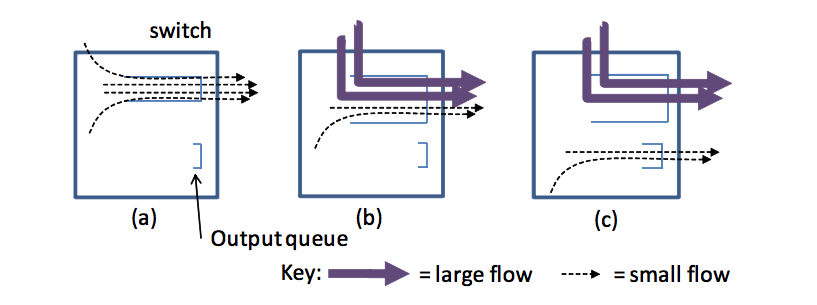 switch
(a)
(b)
(c)
Output queue
Key: = large flow = small flow